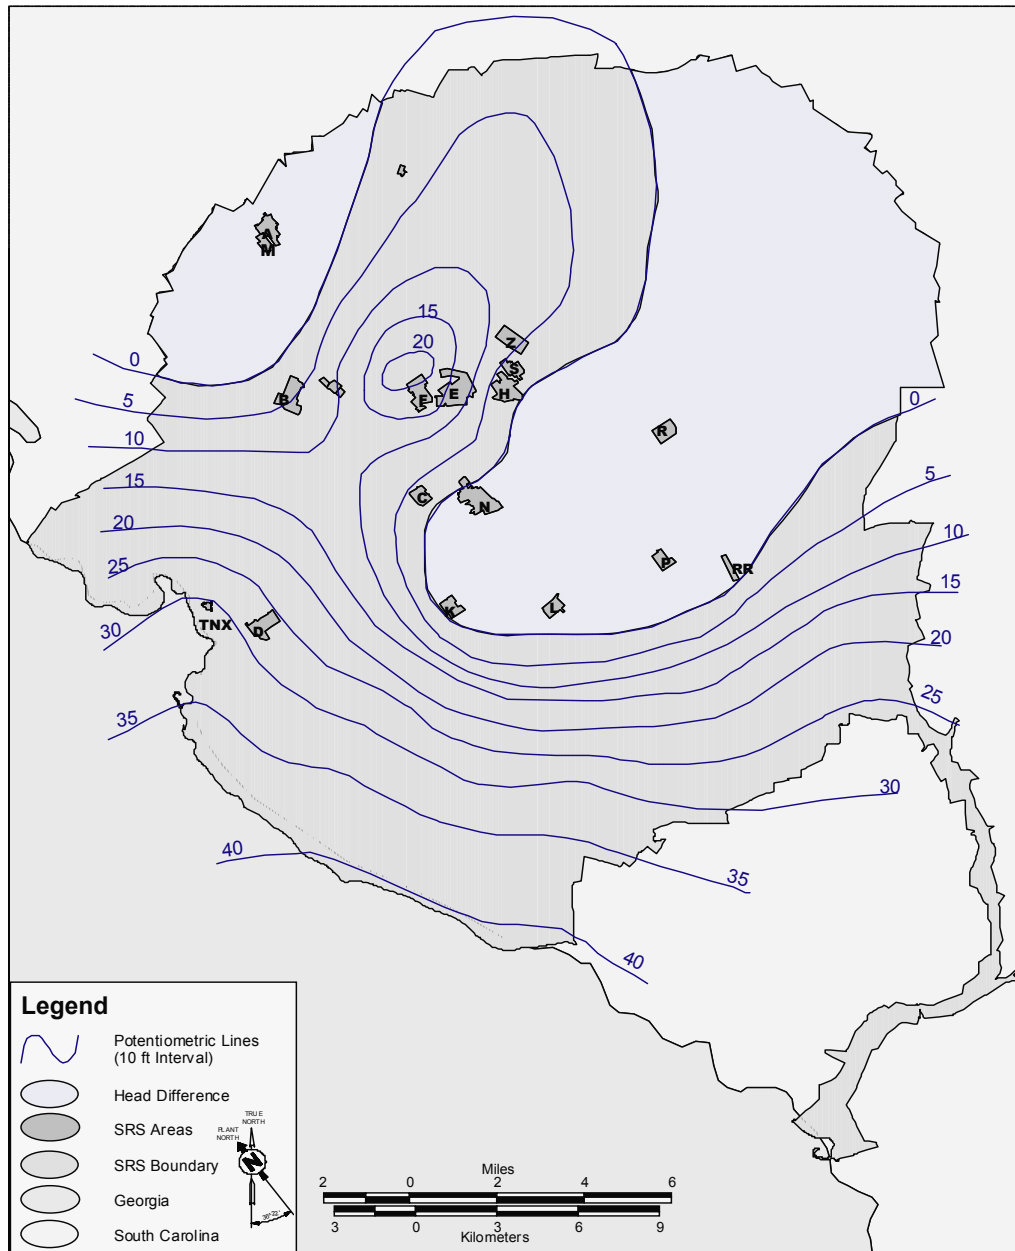 A
M
15
20
0
Z
S
5
B
F
E
H
0
R
10
5
15
C
N
20
10
25
P
RR
15
K
L
30
TNX
D
20
25
35
30
40
35
40
Legend
Potentiometric Lines
(10 ft Interval)
Head Difference
SRS Areas
SRS Boundary
Georgia
South Carolina
TRUE
NORTH
PLANT
NORTH
N
36°22'
Miles
2 0 2 4 6
3 0 3 6 9
Kilometers